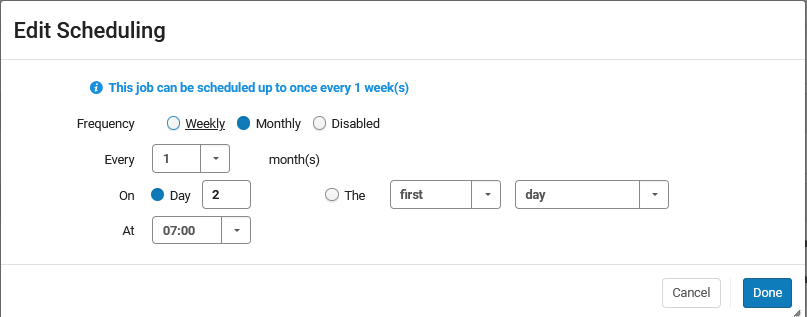 Edit Scheduling
This job can be scheduled up to once every 1 week(s)
Frequency Weekly Monthly Disabled
Every 1 month(s)
On Day 2 The first day
At 07:00
Cancel Done